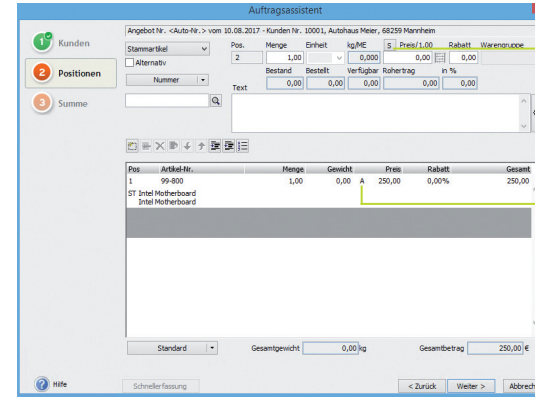 Auftragsassistent
Angebot Nr. <Auto-Nr.> vom 10.08.2017 - Kunden Nr. 10001, Autohaus Meier, 68259 Mannheim
1 Kunden
2 Positionen
3 Summe
Stammartikel
Alternativ
Nummer
Pos. Menge Einheit kg/ME S Preis/1,00 Rabatt Warengruppe
2 1,00 0,000 0,00 0,00
Bestand Bestellt Verfügbar Rohertrag in %
0,00 0,00 0,00 0,00 0,00
Text
Pos Artikel-Nr. Menge Gewicht Preis Rabatt Gesamt
1 99-800 1,00 0,00 A 250,00 0,00% 250,00
ST Intel Motherboard
Intel Motherboard
Standard Gesamtgewicht 0,00 kg Gesamtbetrag 250,00 €
Hilfe Schnellerfassung < Zurück Weiter > Abbrech